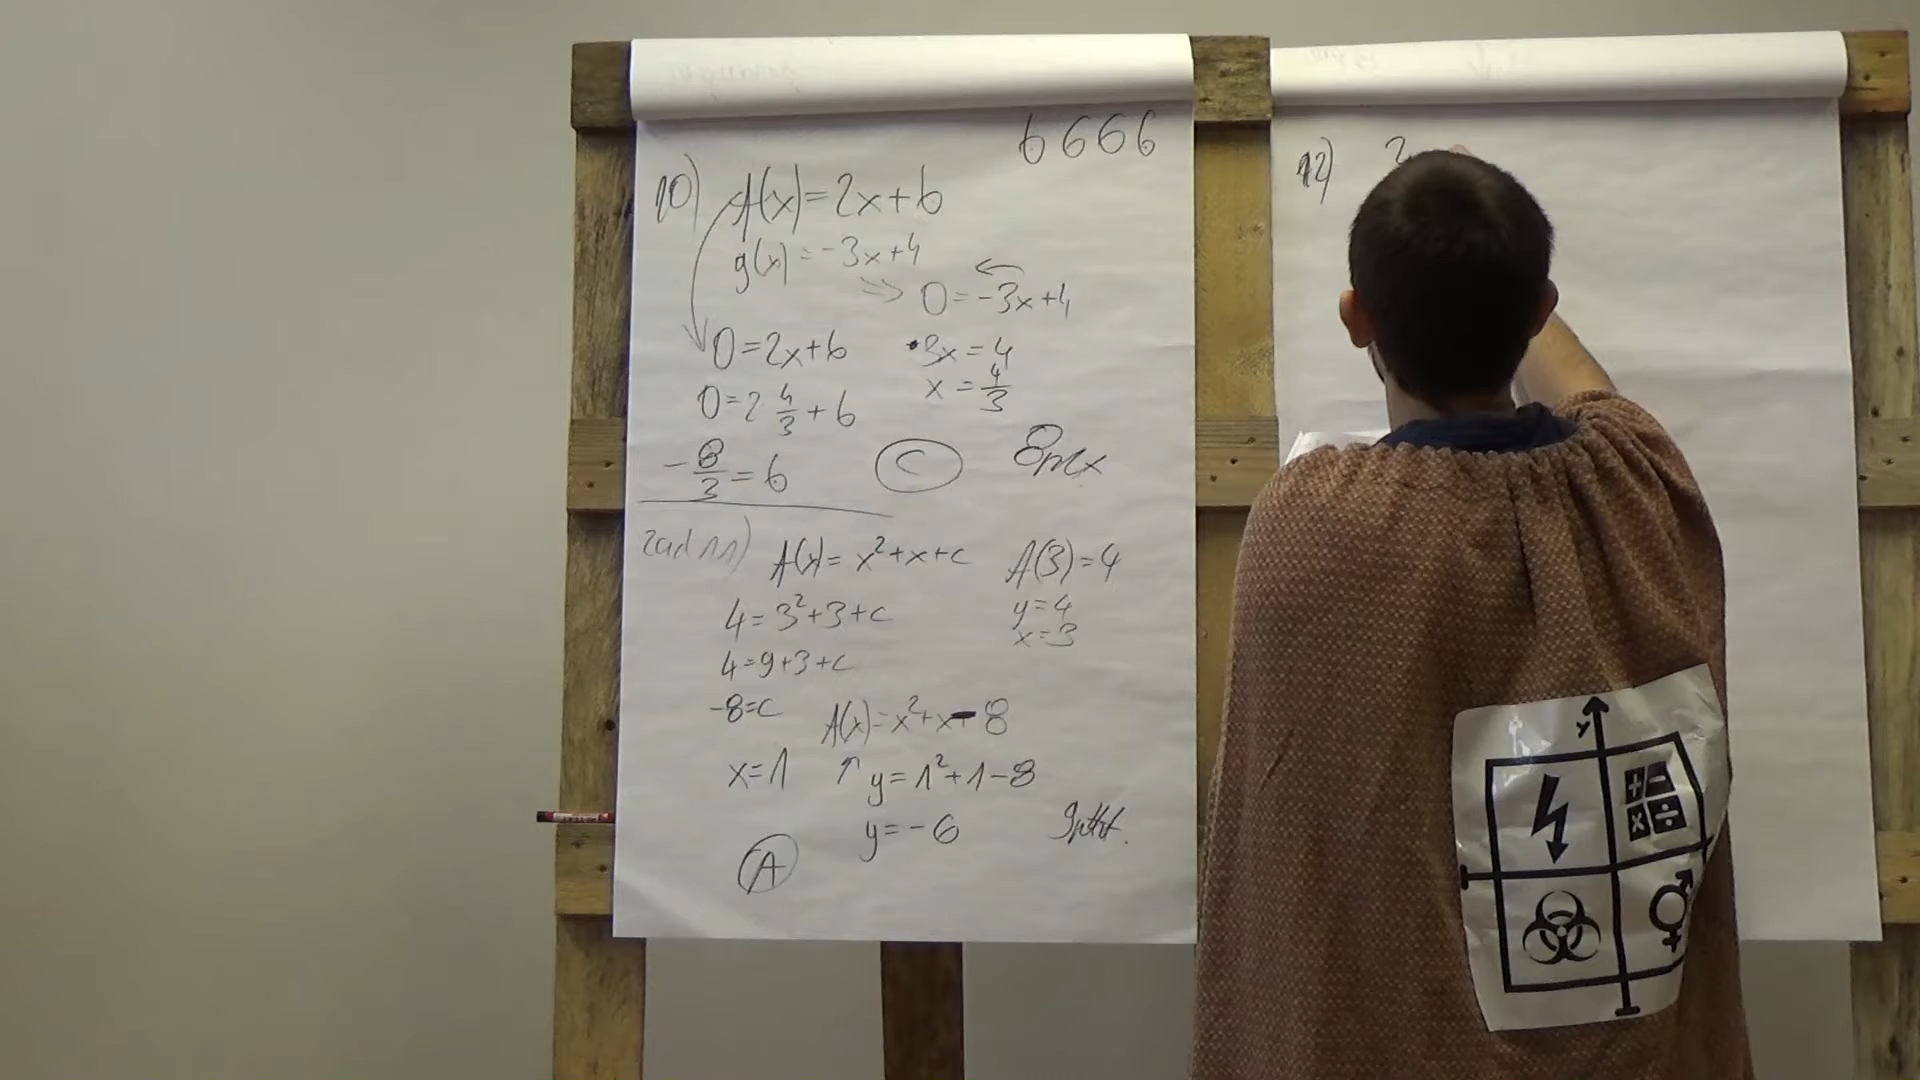 6 6 6 6
10) f(x)=2x+b
g(x)=-3x+4
=> 0=-3x+4
0=2x+b
3x=4
x=4/3
0=2 4/3+b
-8/3=b
C
zad 11) f(x)=x²+x+c
f(3)=4
4=3²+3+c
y=4
x=3
4=9+3+c
-8=c
f(x)=x²+x-8
x=1
y=1²+1-8
y=-6
A
12)
y
+ - x ÷